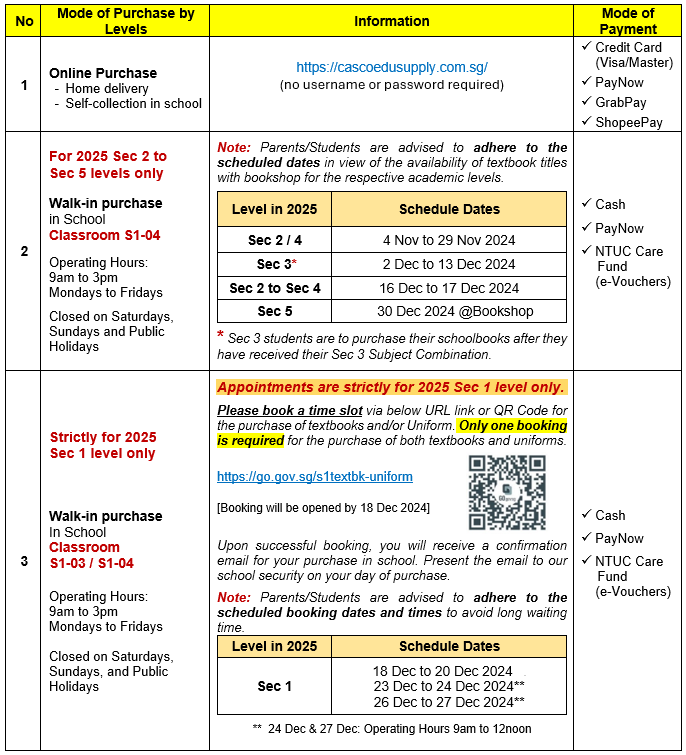 No
Mode of Purchase by
Levels
Information
Mode of
Payment
1
Online Purchase
- Home delivery
- Self-collection in school
https://cascoedusupply.com.sg/
(no username or password required)
✓ Credit Card
(Visa/Master)
✓ PayNow
✓ GrabPay
✓ ShopeePay
2
For 2025 Sec 2 to
Sec 5 levels only
Walk-in purchase
in School
Classroom S1-04
Operating Hours:
9am to 3pm
Mondays to Fridays
Closed on Saturdays,
Sundays and Public
Holidays
Note: Parents/Students are advised to adhere to the
scheduled dates in view of the availability of textbook titles
with bookshop for the respective academic levels.
Level in 2025 Schedule Dates
Sec 2 / 4 4 Nov to 29 Nov 2024
Sec 3* 2 Dec to 13 Dec 2024
Sec 2 to Sec 4 16 Dec to 17 Dec 2024
Sec 5 30 Dec 2024 @Bookshop
* Sec 3 students are to purchase their schoolbooks after they
have received their Sec 3 Subject Combination.
✓ Cash
✓ PayNow
✓ NTUC Care
Fund
(e-Vouchers)
3
Strictly for 2025
Sec 1 level only
Walk-in purchase
In School
Classroom
S1-03 / S1-04
Operating Hours:
9am to 3pm
Mondays to Fridays
Closed on Saturdays,
Sundays, and Public
Holidays
Appointments are strictly for 2025 Sec 1 level only.
Please book a time slot via below URL link or QR Code for
the purchase of textbooks and/or Uniform. Only one booking
is required for the purchase of both textbooks and uniforms.
https://go.gov.sg/s1textbk-uniform
[Booking will be opened by 18 Dec 2024]
Upon successful booking, you will receive a confirmation
email for your purchase in school. Present the email to our
school security on your day of purchase.
Note: Parents/Students are advised to adhere to the
scheduled booking dates and times to avoid long waiting
time.
Level in 2025 Schedule Dates
Sec 1
18 Dec to 20 Dec 2024
23 Dec to 24 Dec 2024**
26 Dec to 27 Dec 2024**
** 24 Dec & 27 Dec: Operating Hours 9am to 12noon
✓ Cash
✓ PayNow
✓ NTUC Care
Fund
(e-Vouchers)